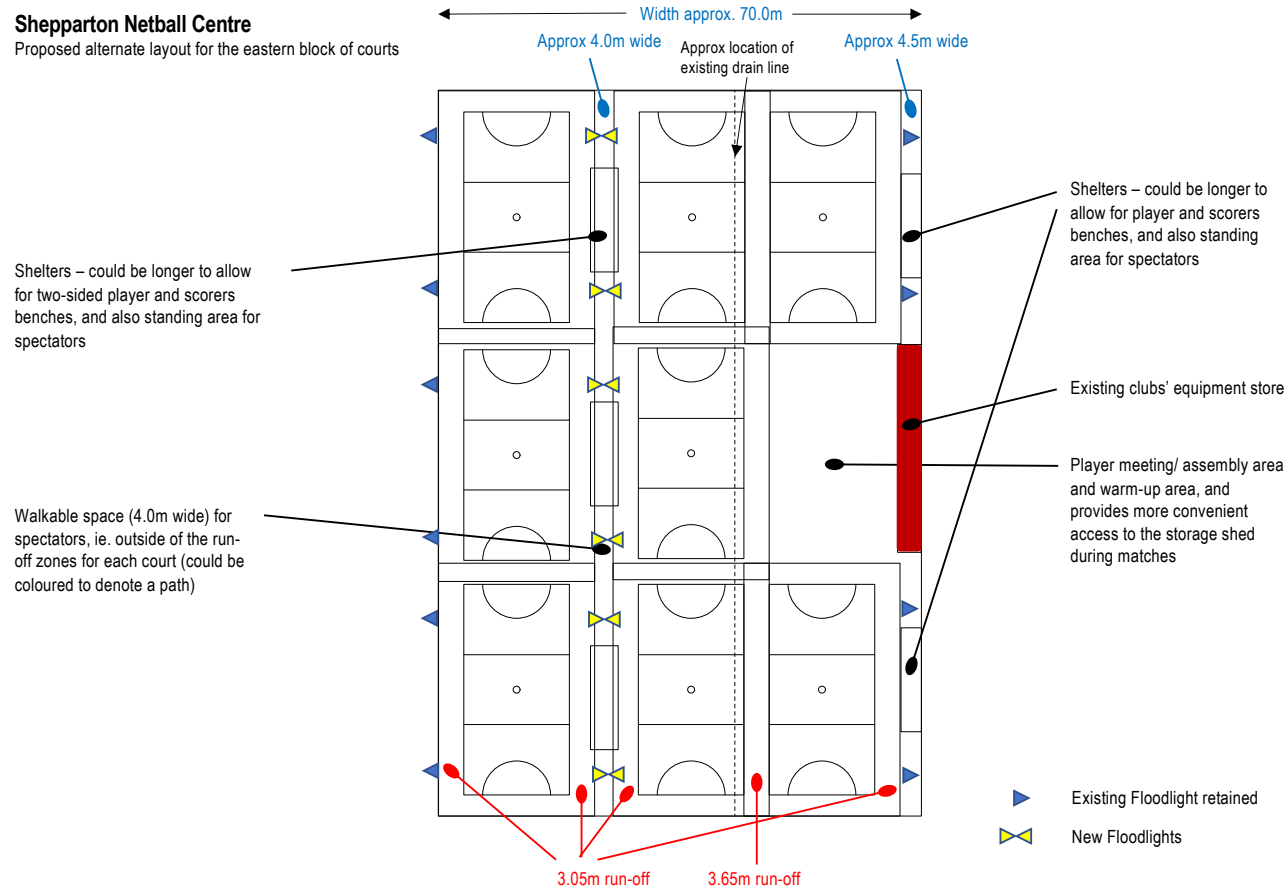 Shepparton Netball Centre
Proposed alternate layout for the eastern block of courts
Width approx. 70.0m
Approx 4.0m wide
Approx location of
existing drain line
Approx 4.5m wide
Shelters – could be longer to allow
for two-sided player and scorers
benches, and also standing area for
spectators
Walkable space (4.0m wide) for
spectators, ie. outside of the run-
off zones for each court (could be
coloured to denote a path)
Shelters – could be longer to
allow for player and scorers
benches, and also standing
area for spectators
Existing clubs’ equipment store
Player meeting/ assembly area
and warm-up area, and
provides more convenient
access to the storage shed
during matches
Existing Floodlight retained
New Floodlights
3.05m run-off
3.65m run-off